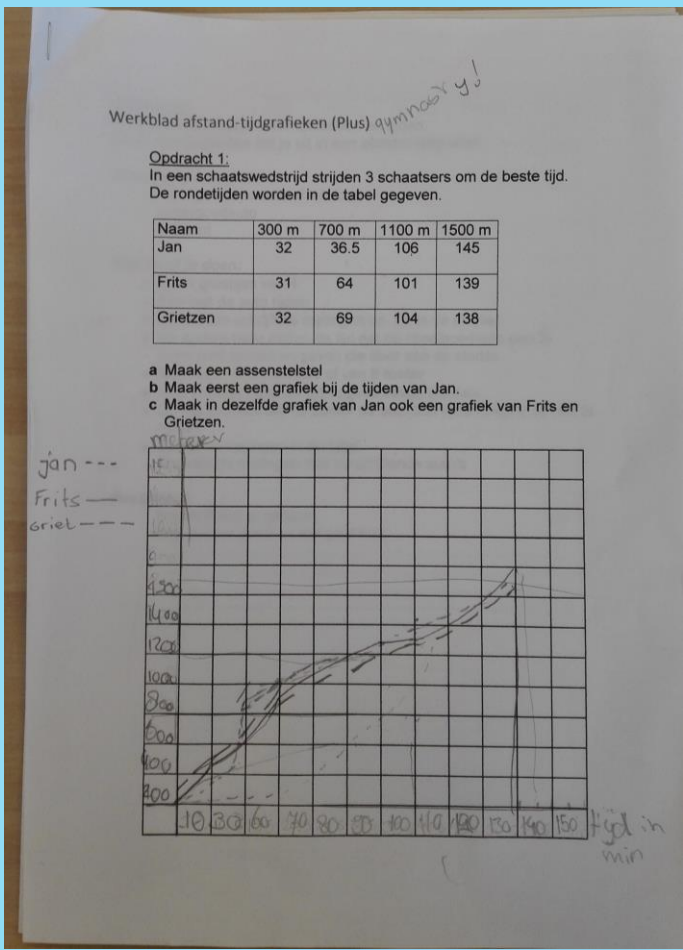 Werkblad afstand-tijdgrafieken (Plus)
Opdracht 1:
In een schaatswedstrijd strijden 3 schaatsers om de beste tijd.
De rondetijden worden in de tabel gegeven.
Naam 300 m 700 m 1100 m 1500 m
Jan 32 36.5 106 145
Frits 31 64 101 139
Grietzen 32 69 104 138
a Maak een assenstelstel
b Maak eerst een grafiek bij de tijden van Jan.
c Maak in dezelfde grafiek van Jan ook een grafiek van Frits en
Grietzen.
meters
jan ---
Frits —
Griet ---
1400
1200
1000
800
600
400
200
10 30 60 70 80 90 100 110 120 130 140 150 tijd in
min